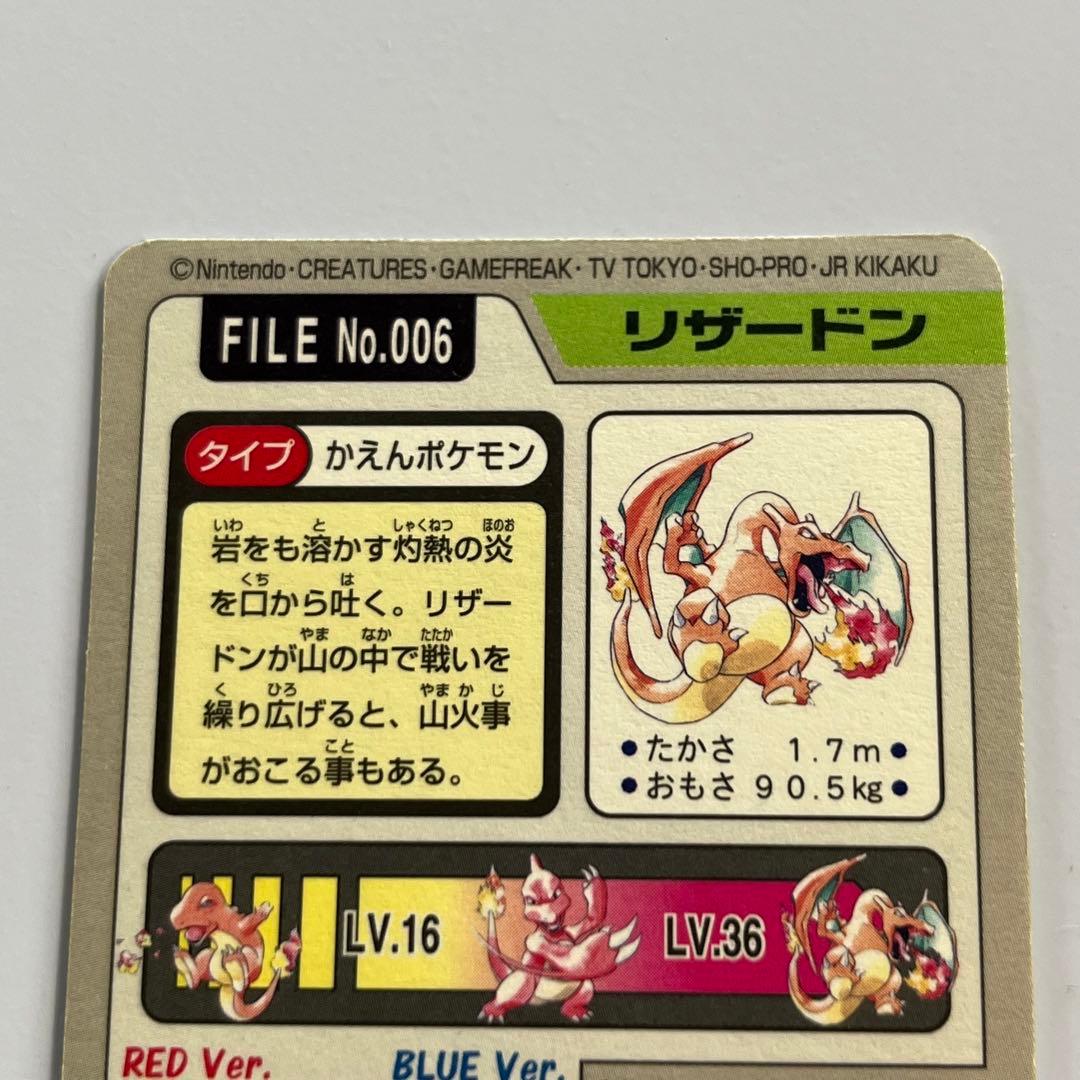 ©Nintendo・CREATURES・GAMEFREAK・TV TOKYO・SHO-PRO・JR KIKAKU
FILE No.006
リザードン
タイプ かえんポケモン
いわ と しゃくねつ ほのお
岩をも溶かす灼熱の炎
くち は
を口から吐く。リザー
やま なか たたか
ドンが山の中で戦いを
く ひろ やまかじ
繰り広げると、山火事
こと
がおこる事もある。
●たかさ 1.7m●
●おもさ 90.5kg●
LV.16
LV.36
RED Ver.
BLUE Ver.